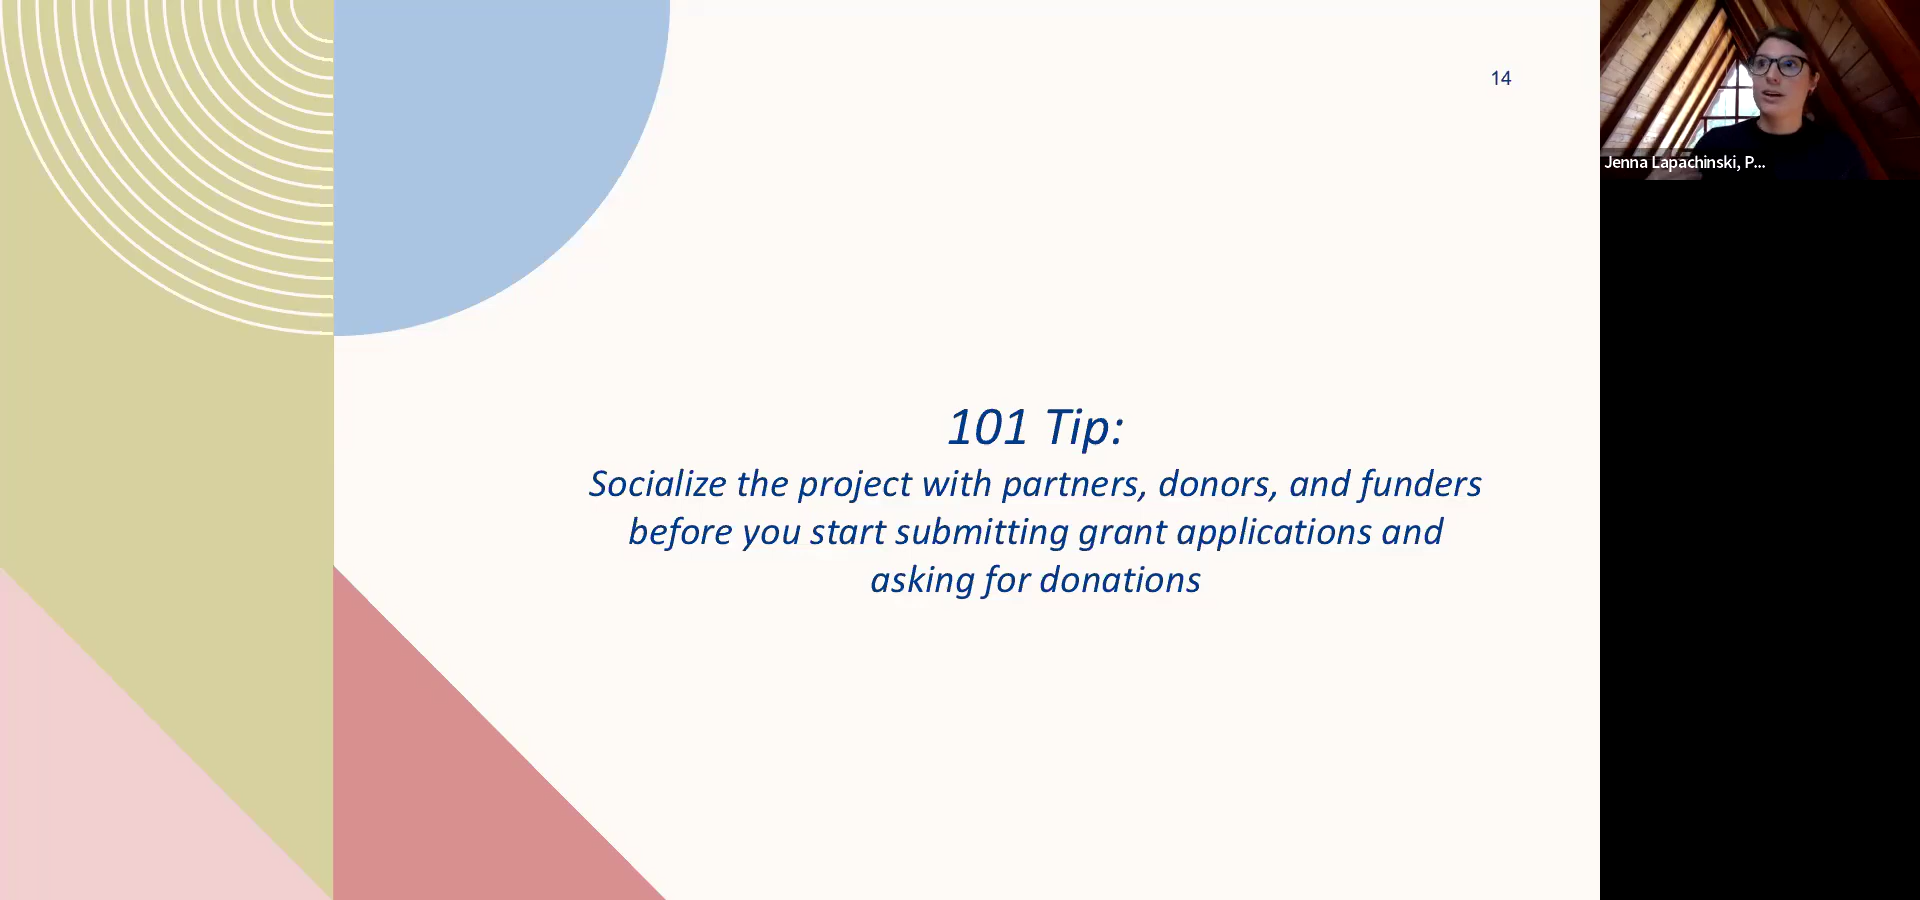 14
Jenna Lapachinski, P...
101 Tip:
Socialize the project with partners, donors, and funders
before you start submitting grant applications and
asking for donations